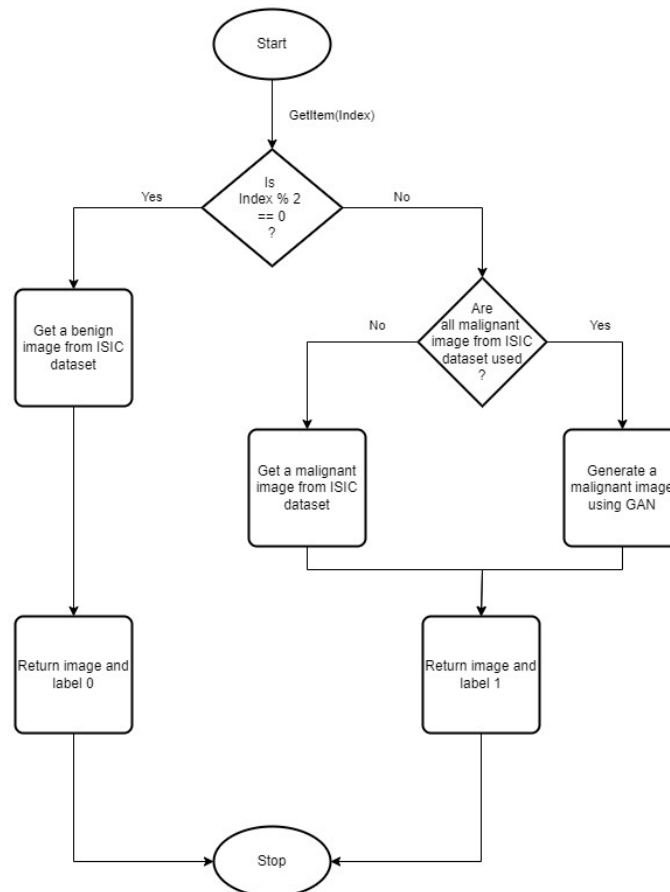 Start
GetItem(Index)
Is
Index % 2
== 0
?
Yes
No
Get a benign
image from ISIC
dataset
Are
all malignant
image from ISIC
dataset used
?
No
Yes
Get a malignant
image from ISIC
dataset
Generate a
malignant image
using GAN
Return image and
label 0
Return image and
label 1
Stop